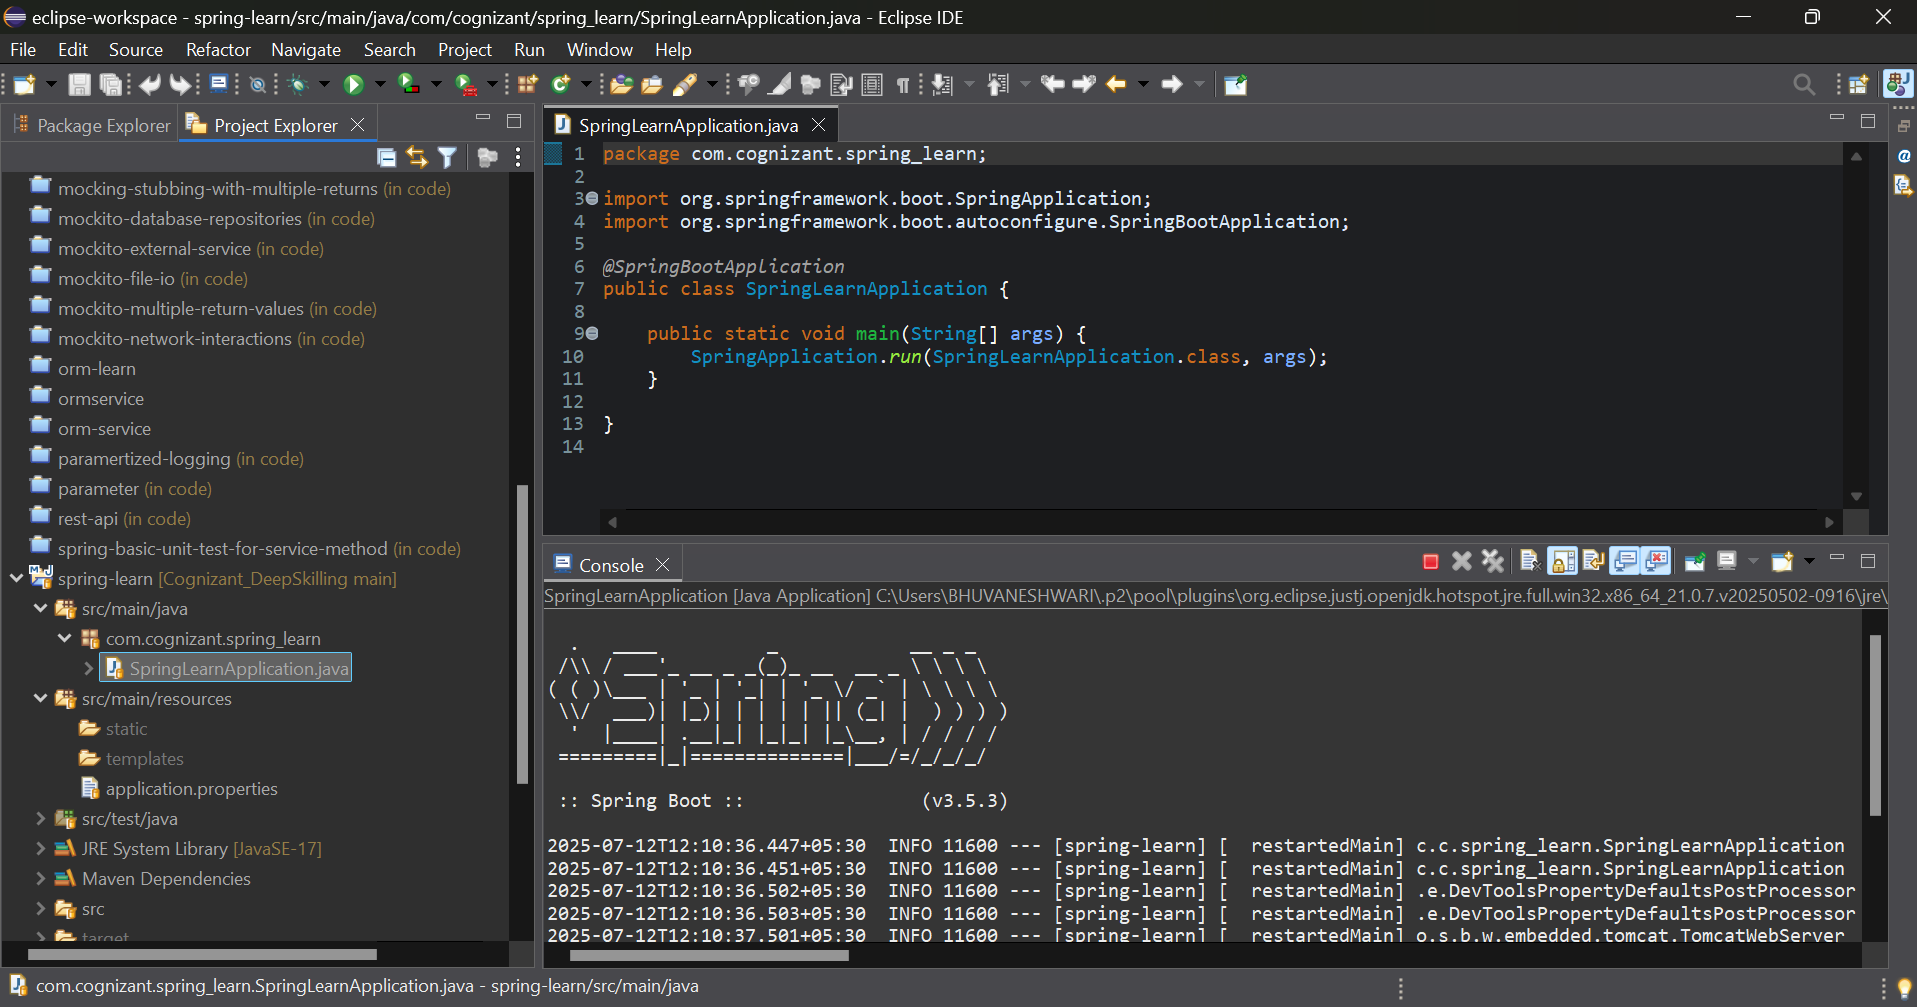 eclipse-workspace - spring-learn/src/main/java/com/cognizant/spring_learn/SpringLearnApplication.java - Eclipse IDE
File Edit Source Refactor Navigate Search Project Run Window Help
Package Explorer
Project Explorer
mocking-stubbing-with-multiple-returns (in code)
mockito-database-repositories (in code)
mockito-external-service (in code)
mockito-file-io (in code)
mockito-multiple-return-values (in code)
mockito-network-interactions (in code)
orm-learn
ormservice
orm-service
paramertized-logging (in code)
parameter (in code)
rest-api (in code)
spring-basic-unit-test-for-service-method (in code)
spring-learn [Cognizant_DeepSkilling main]
src/main/java
com.cognizant.spring_learn
SpringLearnApplication.java
src/main/resources
static
templates
application.properties
src/test/java
JRE System Library [JavaSE-17]
Maven Dependencies
src
target
SpringLearnApplication.java
1 package com.cognizant.spring_learn;
2
3 import org.springframework.boot.SpringApplication;
4 import org.springframework.boot.autoconfigure.SpringBootApplication;
5
6 @SpringBootApplication
7 public class SpringLearnApplication {
8
9     public static void main(String[] args) {
10         SpringApplication.run(SpringLearnApplication.class, args);
11     }
12
13 }
14
Console
SpringLearnApplication [Java Application] C:\Users\BHUVANESHWARI\.p2\pool\plugins\org.eclipse.justj.openjdk.hotspot.jre.full.win32.x86_64_21.0.7.v20250502-0916\jre\
Spring
:: Spring Boot ::                (v3.5.3)
2025-07-12T12:10:36.447+05:30  INFO 11600 --- [spring-learn] [  restartedMain] c.c.spring_learn.SpringLearnApplication
2025-07-12T12:10:36.451+05:30  INFO 11600 --- [spring-learn] [  restartedMain] c.c.spring_learn.SpringLearnApplication
2025-07-12T12:10:36.502+05:30  INFO 11600 --- [spring-learn] [  restartedMain] .e.DevToolsPropertyDefaultsPostProcessor
2025-07-12T12:10:36.503+05:30  INFO 11600 --- [spring-learn] [  restartedMain] .e.DevToolsPropertyDefaultsPostProcessor
2025-07-12T12:10:37.501+05:30  INFO 11600 --- [spring-learn] [  restartedMain] o.s.b.w.embedded.tomcat.TomcatWebServer
com.cognizant.spring_learn.SpringLearnApplication.java - spring-learn/src/main/java